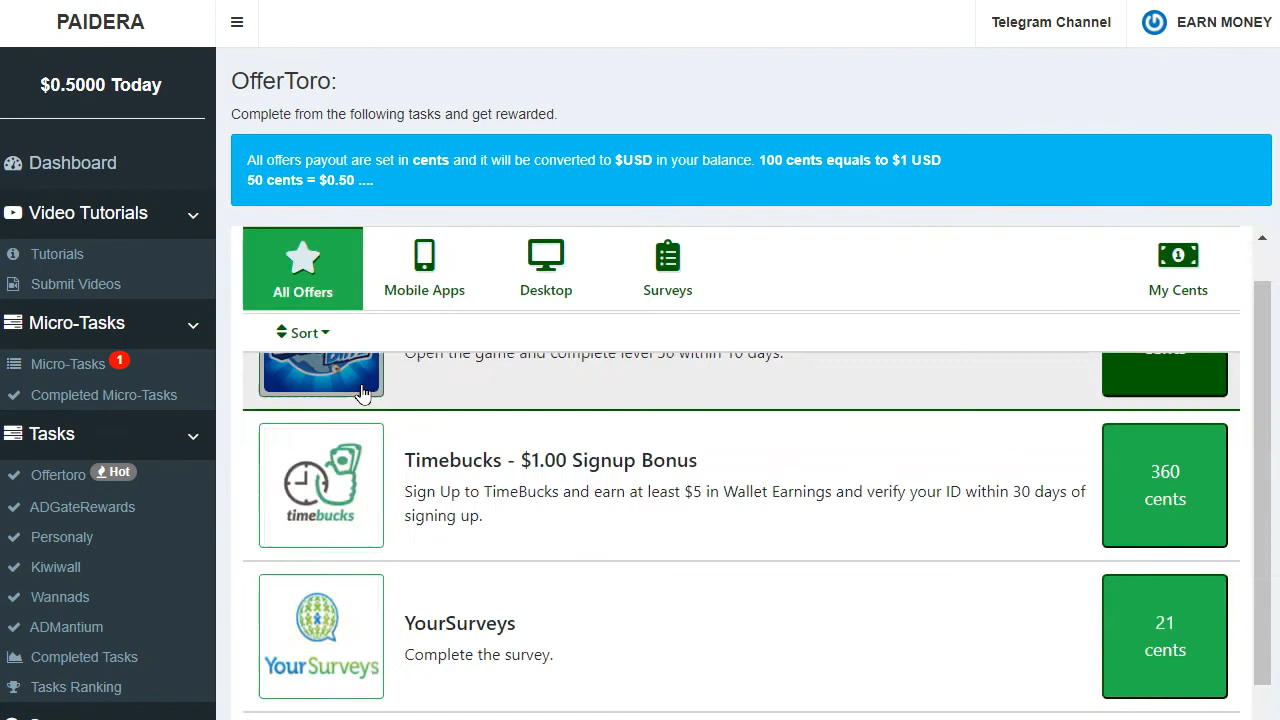 PAIDERA
Telegram Channel
EARN MONEY
$0.5000 Today
Dashboard
Video Tutorials
Tutorials
Submit Videos
Micro-Tasks
Micro-Tasks 1
Completed Micro-Tasks
Tasks
Offertoro Hot
ADGateRewards
Personaly
Kiwiwall
Wannads
ADMantium
Completed Tasks
Tasks Ranking
OfferToro:
Complete from the following tasks and get rewarded.
All offers payout are set in cents and it will be converted to $USD in your balance. 100 cents equals to $1 USD
50 cents = $0.50 ....
All Offers
Mobile Apps
Desktop
Surveys
My Cents
Sort
Open the game and complete level 50 within 10 days.
cents
timebucks
Timebucks - $1.00 Signup Bonus
Sign Up to TimeBucks and earn at least $5 in Wallet Earnings and verify your ID within 30 days of
signing up.
360
cents
YourSurveys
YourSurveys
Complete the survey.
21
cents